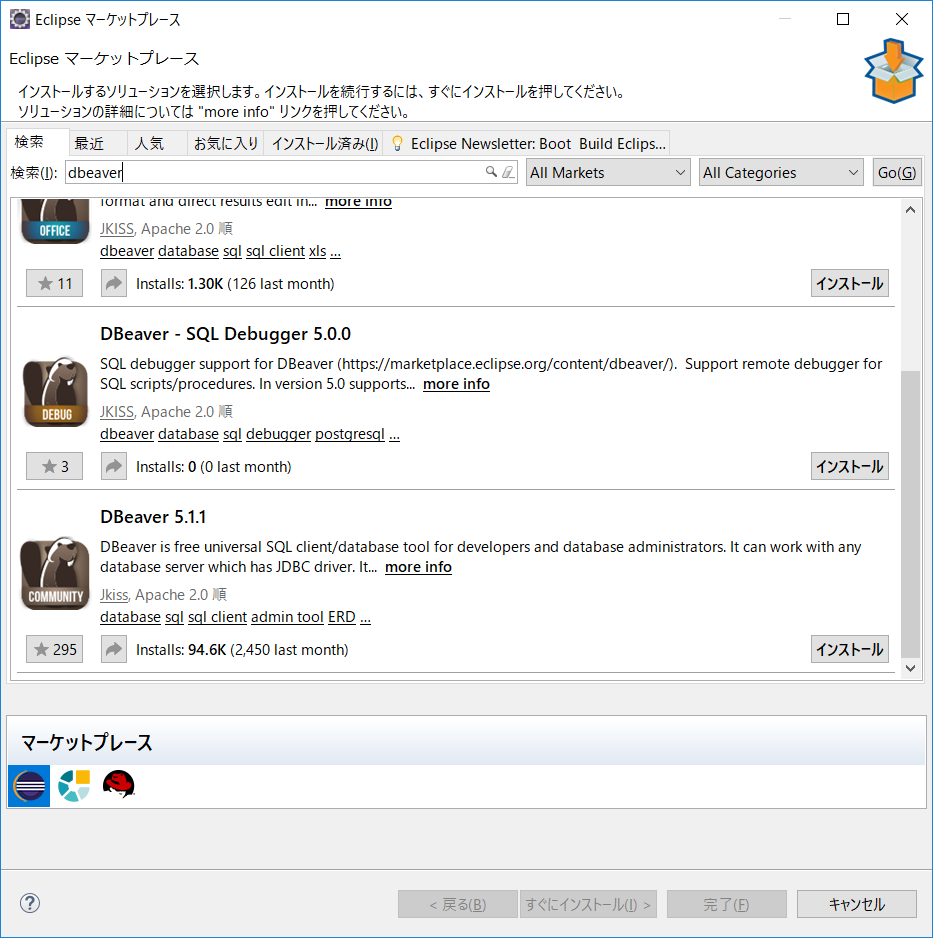 Eclipse マーケットプレース
Eclipse マーケットプレース
インストールするソリューションを選択します。インストールを続行するには、すぐにインストールを押してください。
ソリューションの詳細については "more info" リンクを押してください。
検索 最近 人気 お気に入り インストール済み(I) Eclipse Newsletter: Boot Build Eclips...
検索(I): dbeaver All Markets All Categories Go(G)
format and direct results edit in... more info
OFFICE
JKISS, Apache 2.0 順
dbeaver database sql sql client xls ...
11 Installs: 1.30K (126 last month) インストール
DBeaver - SQL Debugger 5.0.0
SQL debugger support for DBeaver (https://marketplace.eclipse.org/content/dbeaver/). Support remote debugger for
SQL scripts/procedures. In version 5.0 supports... more info
DEBUG
JKISS, Apache 2.0 順
dbeaver database sql debugger postgresql ...
3 Installs: 0 (0 last month) インストール
DBeaver 5.1.1
DBeaver is free universal SQL client/database tool for developers and database administrators. It can work with any
database server which has JDBC driver. It... more info
COMMUNITY
Jkiss, Apache 2.0 順
database sql sql client admin tool ERD ...
295 Installs: 94.6K (2,450 last month) インストール
マーケットプレース
< 戻る(B) すぐにインストール(I) > 完了(F) キャンセル